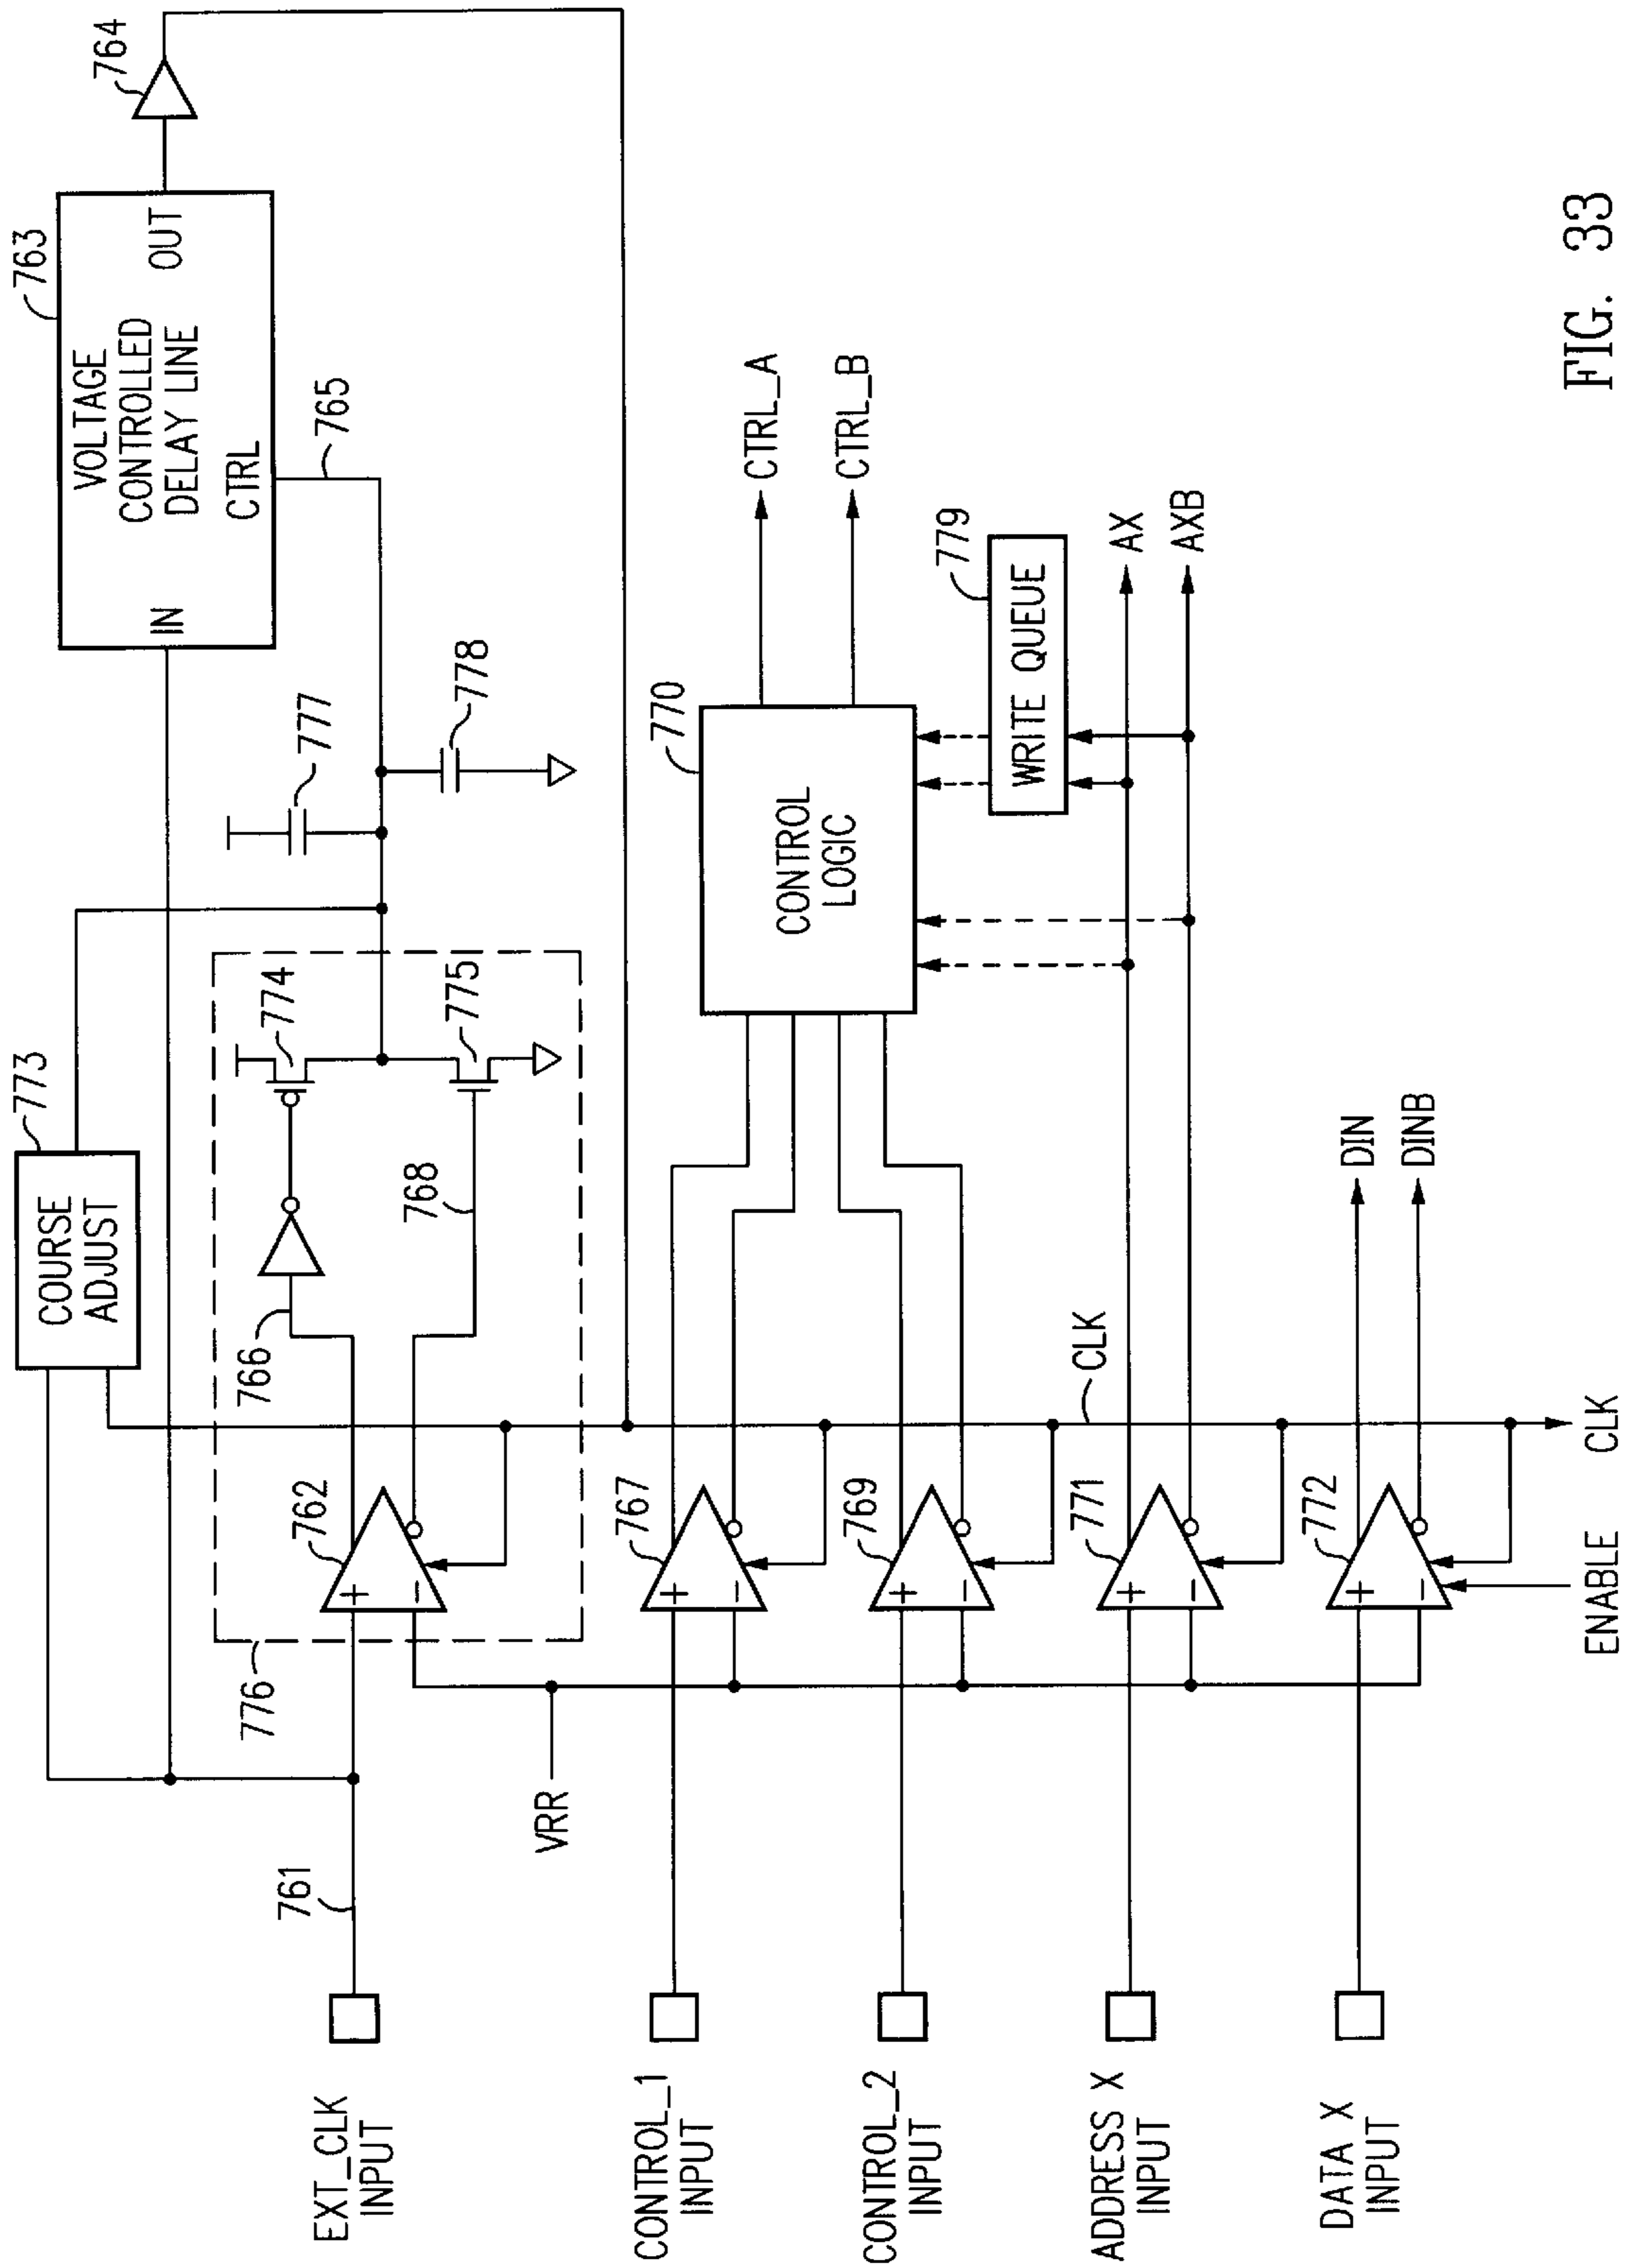 773
COURSE
ADJUST
763
VOLTAGE
CONTROLLED
DELAY LINE
IN
OUT
CTRL
764
765
766
774
768
775
777
778
776
762
+
−
761
EXT_CLK
INPUT
VRR
767
+
−
CONTROL_1
INPUT
770
CONTROL
LOGIC
CTRL_A
CTRL_B
769
+
−
CONTROL_2
INPUT
779
WRITE QUEUE
CLK
771
+
−
ADDRESS X
INPUT
AX
AXB
772
+
−
DATA X
INPUT
DIN
DINB
ENABLE
CLK
FIG. 33